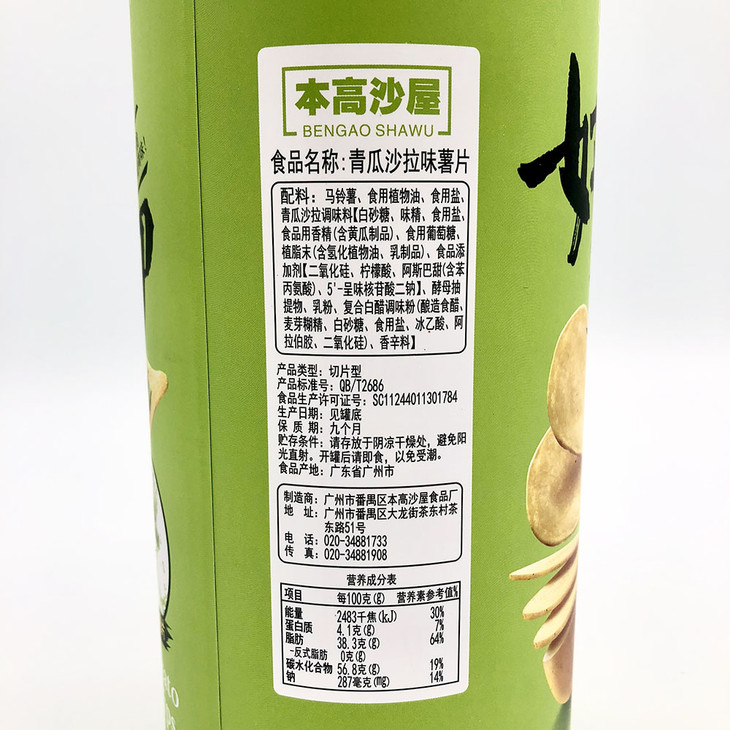 本高沙屋
BENGAO SHAWU
食品名称:青瓜沙拉味薯片
配料:马铃薯、食用植物油、食用盐、
青瓜沙拉调味料【白砂糖、味精、食用盐、
食品用香精(含黄瓜制品)、食用葡萄糖、
植脂末(含氢化植物油、乳制品)、食品添
加剂【二氧化硅、柠檬酸、阿斯巴甜(含苯
丙氨酸)、5'-呈味核苷酸二钠】、酵母抽
提物、乳粉、复合白醋调味粉(酿造食醋、
麦芽糊精、白砂糖、食用盐、冰乙酸、阿
拉伯胶、二氧化硅)、香辛料】
产品类型: 切片型
产品标准号: QB/T2686
食品生产许可证号: SC11244011301784
生产日期: 见罐底
保 质 期: 九个月
贮存条件: 请存放于阴凉干燥处, 避免阳
光直射。开罐后请即食, 以免受潮。
食品产地: 广东省广州市
制造商: 广州市番禺区本高沙屋食品厂
地 址: 广州市番禺区大龙街茶东村茶
东路51号
电 话: 020-34881733
传 真: 020-34881908
营养成分表
项目 每100克(g) 营养素参考值%
能量 2483千焦(kJ) 30%
蛋白质 4.1克(g) 7%
脂肪 38.3克(g) 64%
-反式脂肪 0克(g)
碳水化合物 56.8克(g) 19%
钠 287毫克(mg) 14%